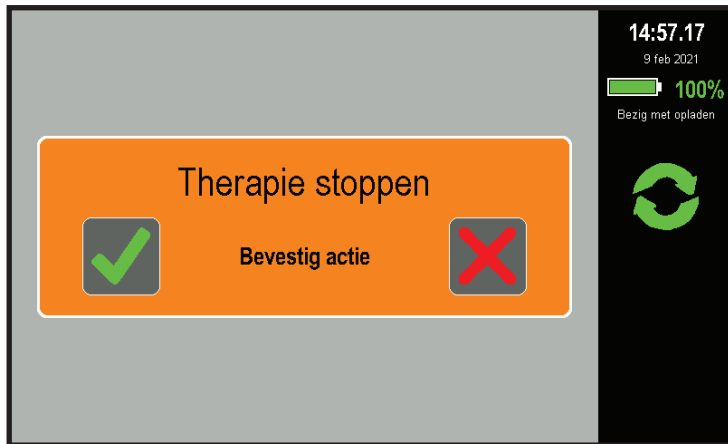 14:57.17
9 feb 2021
100%
Bezig met opladen
Therapie stoppen
Bevestig actie